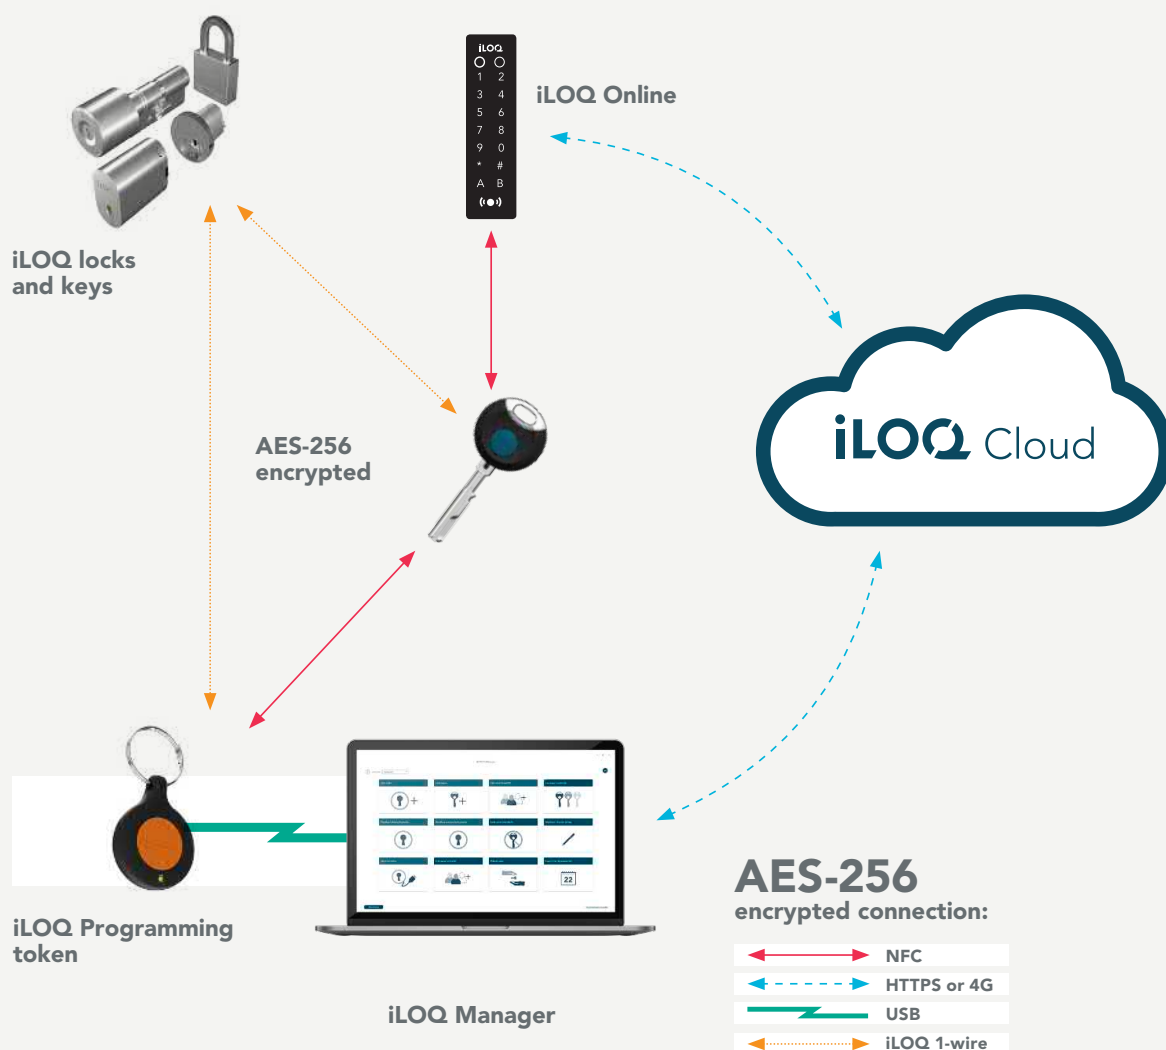 iLOQ
1 2
3 4
5 6
7 8
9 0
* #
A B
iLOQ Online
iLOQ locks
and keys
AES-256
encrypted
iLOQ Cloud
22
iLOQ Programming
token
iLOQ Manager
AES-256
encrypted connection:
NFC
HTTPS or 4G
USB
iLOQ 1-wire